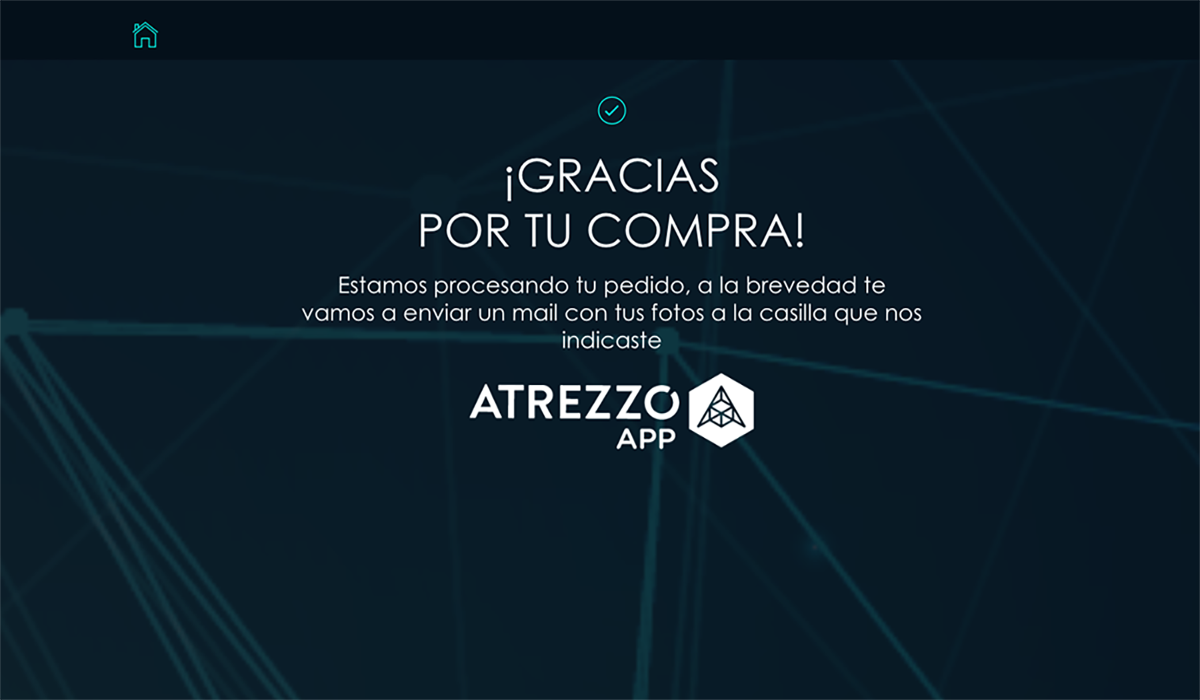 ¡GRACIAS
POR TU COMPRA!
Estamos procesando tu pedido, a la brevedad te
vamos a enviar un mail con tus fotos a la casilla que nos
indicaste
ATREZZO
APP